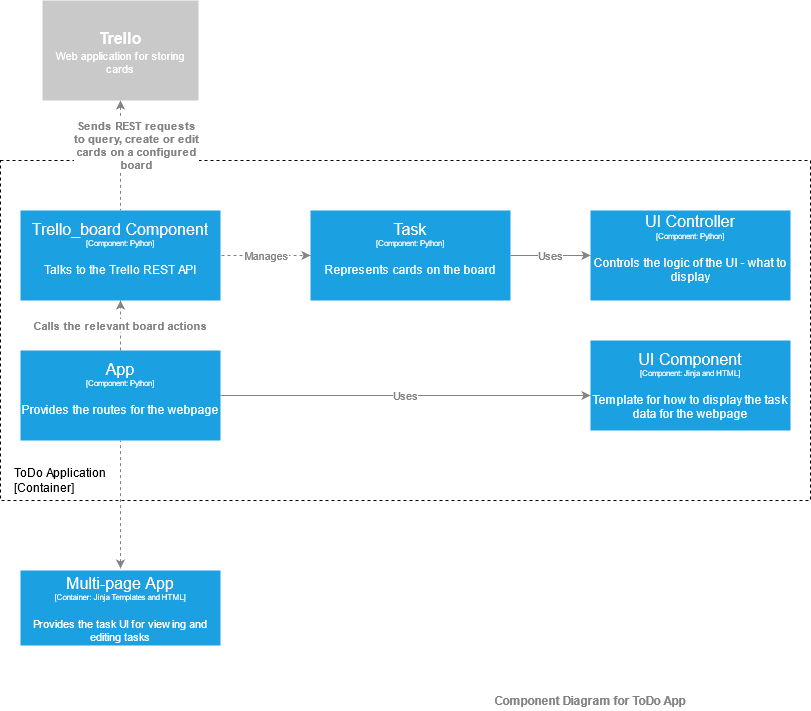 Trello
Web application for storing
cards
Sends REST requests
to query, create or edit
cards on a configured
board
Trello_board Component
[Component: Python]
Talks to the Trello REST API
Manages
Task
[Component: Python]
Represents cards on the board
Uses
UI Controller
[Component: Python]
Controls the logic of the UI - what to
display
Calls the relevant board actions
App
[Component: Python]
Provides the routes for the webpage
Uses
UI Component
[Component: Jinja and HTML]
Template for how to display the task
data for the webpage
ToDo Application
[Container]
Multi-page App
[Container: Jinja Templates and HTML]
Provides the task UI for viewing and
editing tasks
Component Diagram for ToDo App